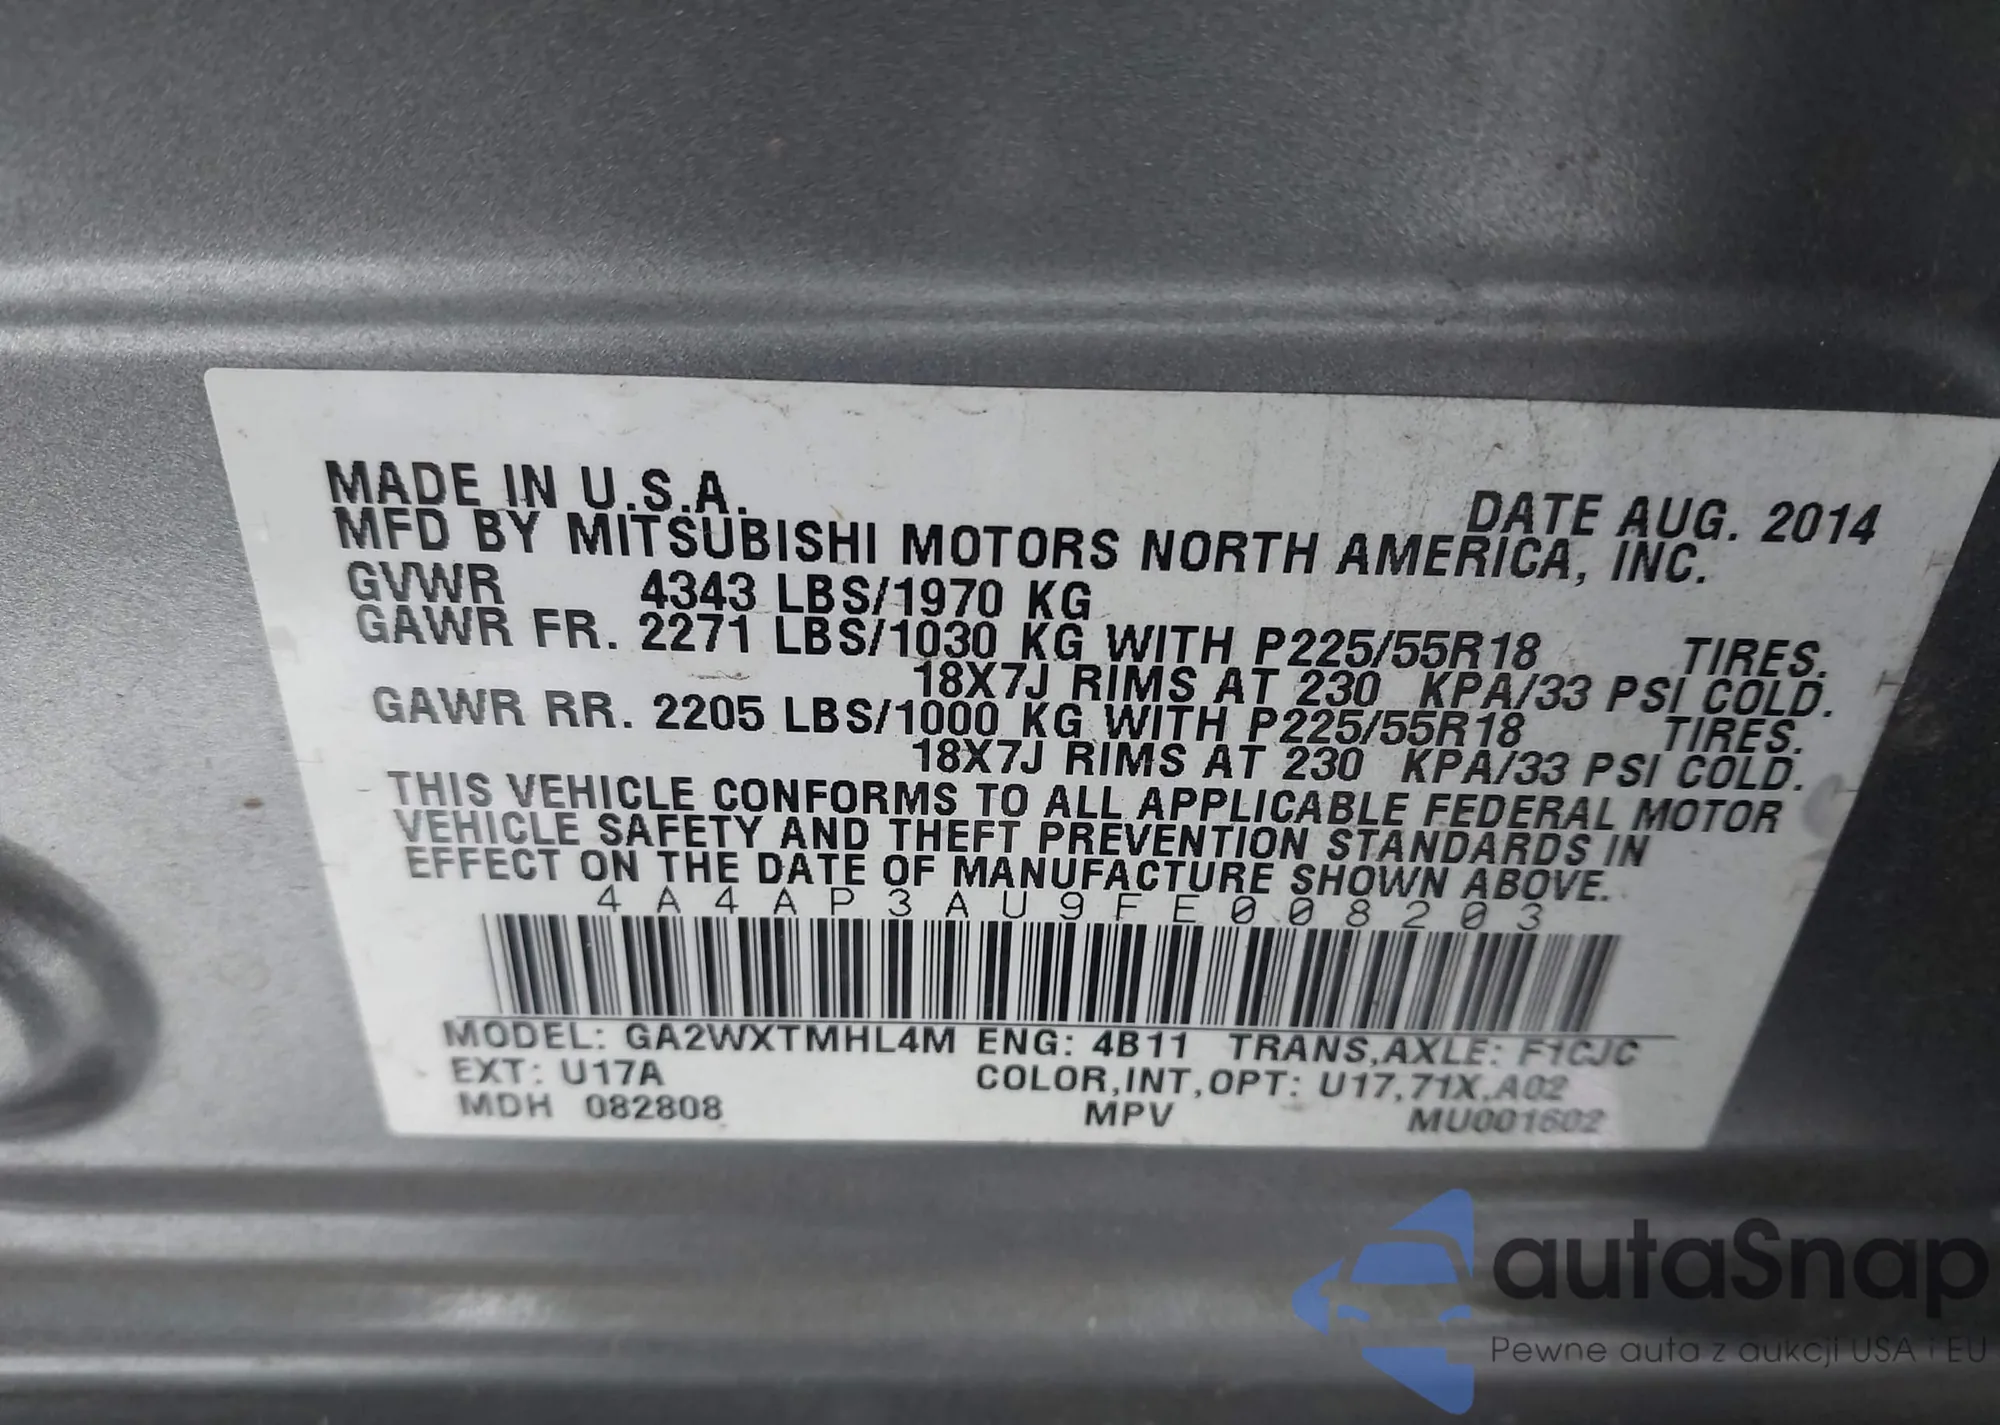 MADE IN U.S.A. DATE AUG. 2014
MFD BY MITSUBISHI MOTORS NORTH AMERICA, INC.
GVWR 4343 LBS/1970 KG
GAWR FR. 2271 LBS/1030 KG WITH P225/55R18 TIRES.
18X7J RIMS AT 230 KPA/33 PSI COLD.
GAWR RR. 2205 LBS/1000 KG WITH P225/55R18 TIRES.
18X7J RIMS AT 230 KPA/33 PSI COLD.
THIS VEHICLE CONFORMS TO ALL APPLICABLE FEDERAL MOTOR
VEHICLE SAFETY AND THEFT PREVENTION STANDARDS IN
EFFECT ON THE DATE OF MANUFACTURE SHOWN ABOVE.
4A4AP3AU9FE008203
MODEL: GA2WXTMHL4M ENG: 4B11 TRANS,AXLE: F1CJC
EXT: U17A COLOR,INT,OPT: U17,71X,A02
MDH 082808 MPV MU001602
autaSnap
Pewne auta z aukcji USA i EU